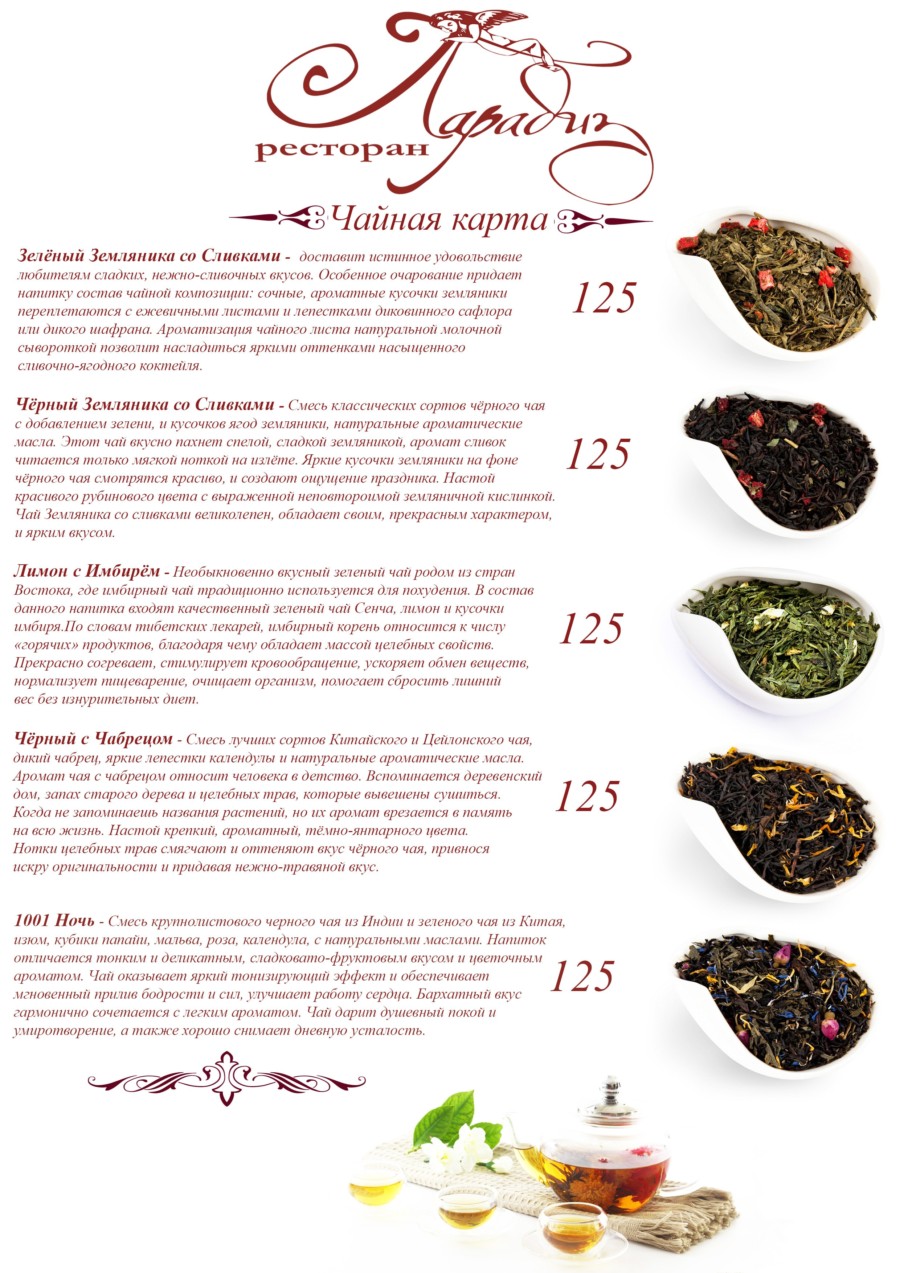 Парадиз
ресторан
Чайная карта
Зелёный Земляника со Сливками - доставит истинное удовольствие
любителям сладких, нежно-сливочных вкусов. Особенное очарование придает
напитку состав чайной композиции: сочные, ароматные кусочки земляники
переплетаются с ежевичными листами и лепестками диковинного сафлора
или дикого шафрана. Ароматизация чайного листа натуральной молочной
сывороткой позволит насладиться яркими оттенками насыщенного
сливочно-ягодного коктейля.
125
Чёрный Земляника со Сливками - Смесь классических сортов чёрного чая
с добавлением зелени, и кусочков ягод земляники, натуральные ароматические
масла. Этот чай вкусно пахнет спелой, сладкой земляникой, аромат сливок
читается только мягкой ноткой на излёте. Яркие кусочки земляники на фоне
чёрного чая смотрятся красиво, и создают ощущение праздника. Настой
красивого рубинового цвета с выраженной неповтороимой земляничной кислинкой.
Чай Земляника со сливками великолепен, обладает своим, прекрасным характером,
и ярким вкусом.
125
Лимон с Имбирём - Необыкновенно вкусный зеленый чай родом из стран
Востока, где имбирный чай традиционно используется для похудения. В состав
данного напитка входят качественный зеленый чай Сенча, лимон и кусочки
имбиря.По словам тибетских лекарей, имбирный корень относится к числу
«горячих» продуктов, благодаря чему обладает массой целебных свойств.
Прекрасно согревает, стимулирует кровообращение, ускоряет обмен веществ,
нормализует пищеварение, очищает организм, помогает сбросить лишний
вес без изнурительных диет.
125
Чёрный с Чабрецом - Смесь лучших сортов Китайского и Цейлонского чая,
дикий чабрец, яркие лепестки календулы и натуральные ароматические масла.
Аромат чая с чабрецом относит человека в детство. Вспоминается деревенский
дом, запах старого дерева и целебных трав, которые вывешены сушиться.
Когда не запоминаешь названия растений, но их аромат врезается в память
на всю жизнь. Настой крепкий, ароматный, тёмно-янтарного цвета.
Нотки целебных трав смягчают и оттеняют вкус чёрного чая, привнося
искру оригинальности и придавая нежно-травяной вкус.
125
1001 Ночь - Смесь крупнолистового черного чая из Индии и зеленого чая из Китая,
изюм, кубики папайи, мальва, роза, календула, с натуральными маслами. Напиток
отличается тонким и деликатным, сладковато-фруктовым вкусом и цветочным
ароматом. Чай оказывает яркий тонизирующий эффект и обеспечивает
мгновенный прилив бодрости и сил, улучшает работу сердца. Бархатный вкус
гармонично сочетается с легким ароматом. Чай дарит душевный покой и
умиротворение, а также хорошо снимает дневную усталость.
125